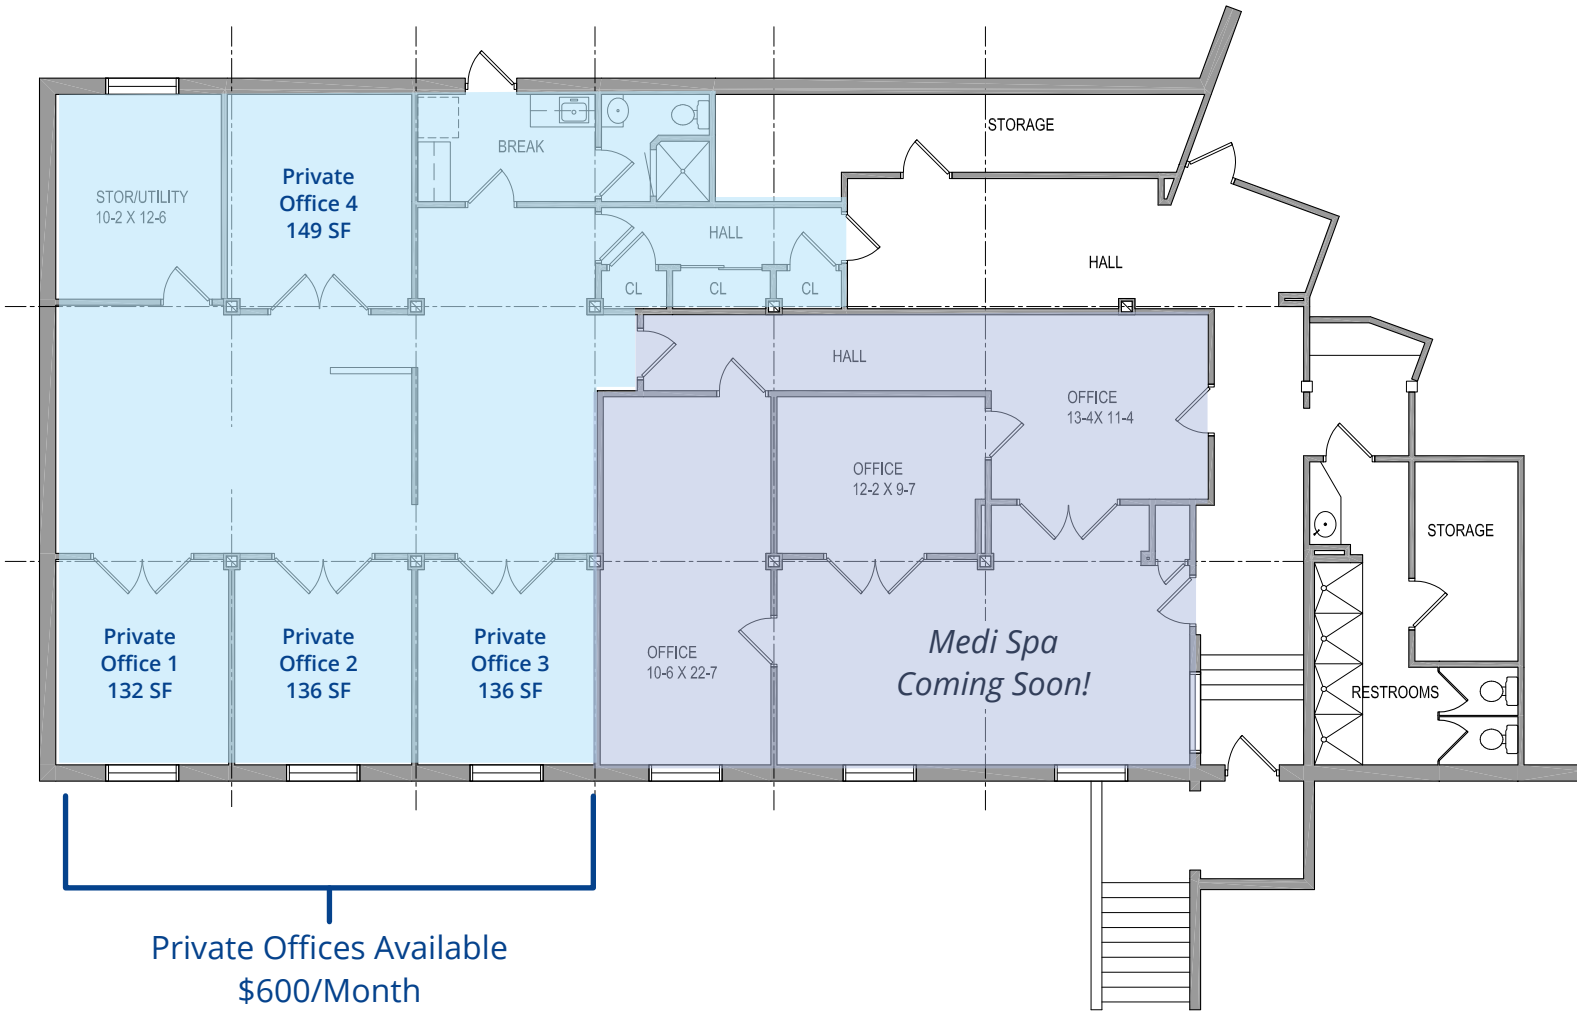 STORAGE
BREAK
Private
Office 4
149 SF
STOR/UTILITY
10-2 X 12-6
HALL
HALL
CL
CL
CL
HALL
OFFICE
13-4X 11-4
OFFICE
12-2 X 9-7
STORAGE
Private
Office 1
132 SF
Private
Office 2
136 SF
Private
Office 3
136 SF
OFFICE
10-6 X 22-7
Medi Spa
Coming Soon!
RESTROOMS
Private Offices Available
$600/Month